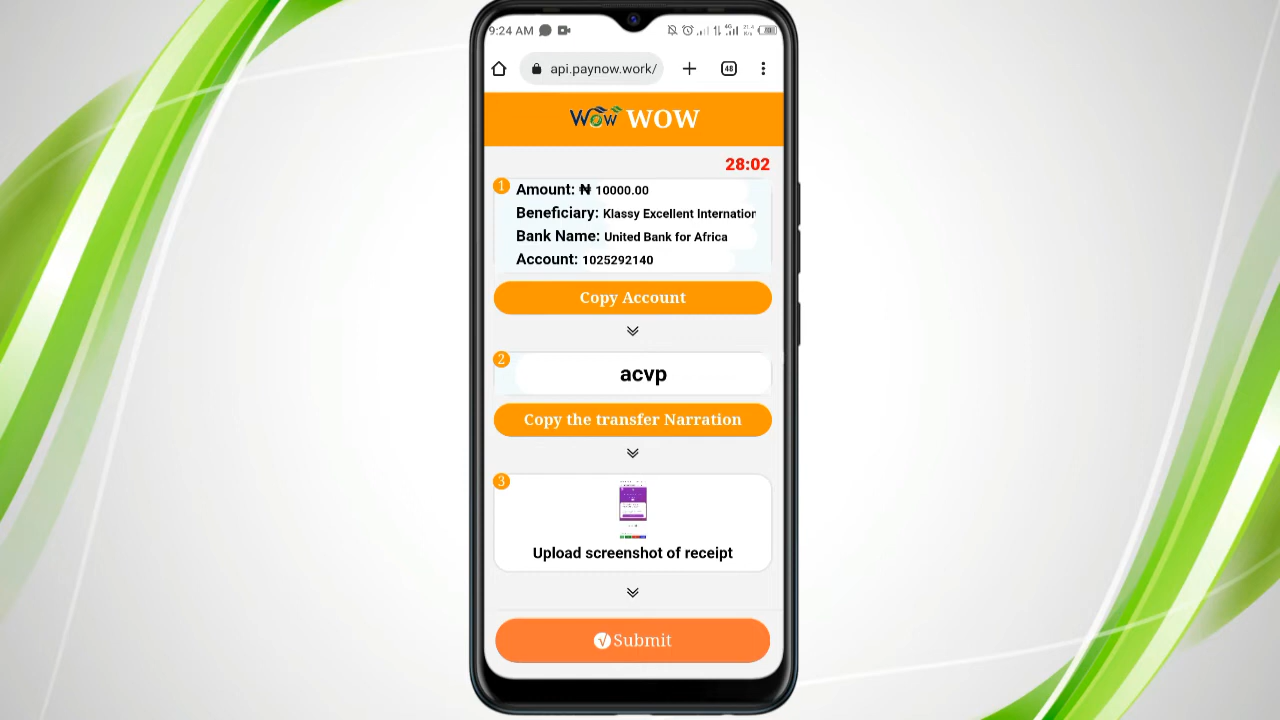 9:24 AM
api.paynow.work/
48
WOW WOW
28:02
1
Amount: ₦ 10000.00
Beneficiary: Klassy Excellent Internation
Bank Name: United Bank for Africa
Account: 1025292140
Copy Account
2
acvp
Copy the transfer Narration
3
Upload screenshot of receipt
Submit